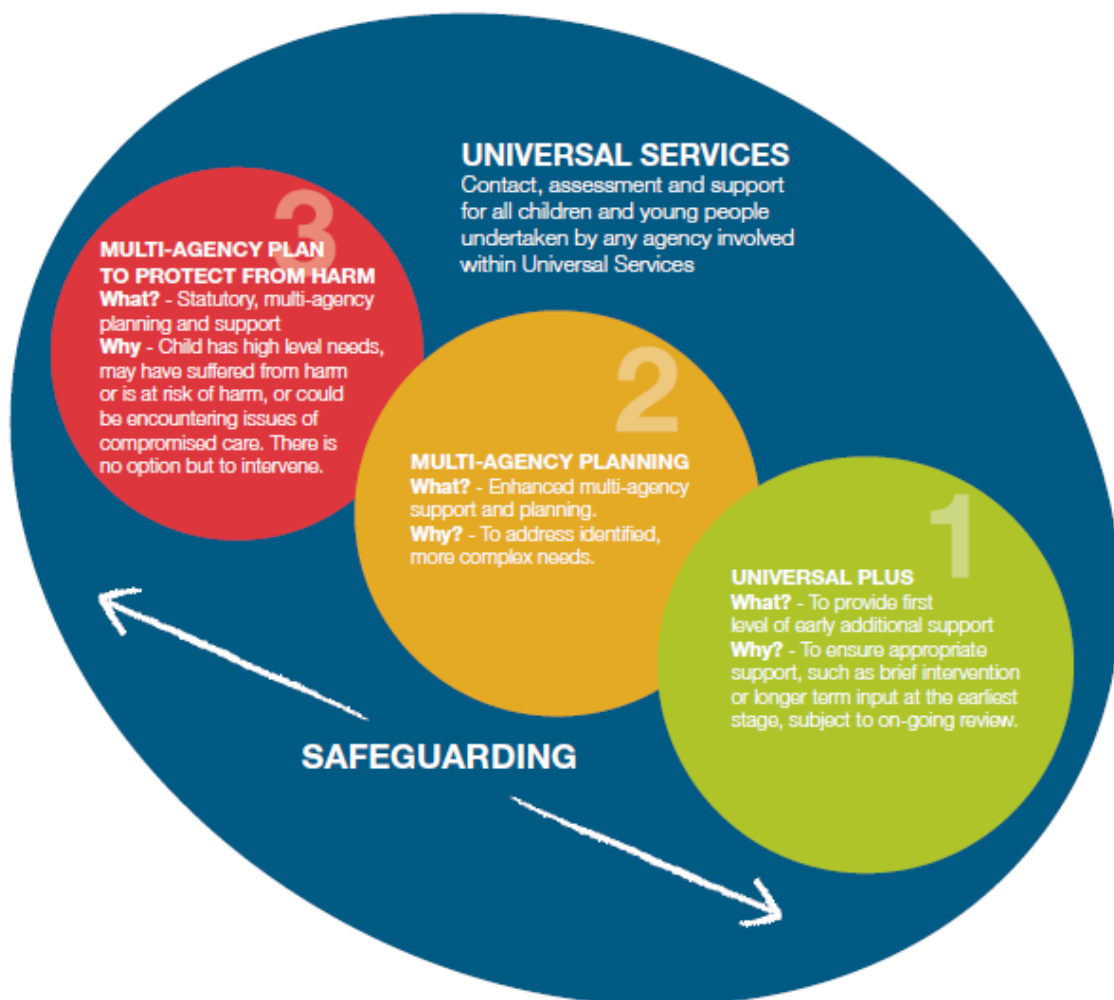 UNIVERSAL SERVICES
Contact, assessment and support
for all children and young people
undertaken by any agency involved
within Universal Services
3
MULTI-AGENCY PLAN
TO PROTECT FROM HARM
What? - Statutory, multi-agency
planning and support
Why - Child has high level needs,
may have suffered from harm
or is at risk of harm, or could
be encountering issues of
compromised care. There is
no option but to intervene.
2
MULTI-AGENCY PLANNING
What? - Enhanced multi-agency
support and planning.
Why? - To address identified,
more complex needs.
1
UNIVERSAL PLUS
What? - To provide first
level of early additional support
Why? - To ensure appropriate
support, such as brief intervention
or longer term input at the earliest
stage, subject to on-going review.
SAFEGUARDING